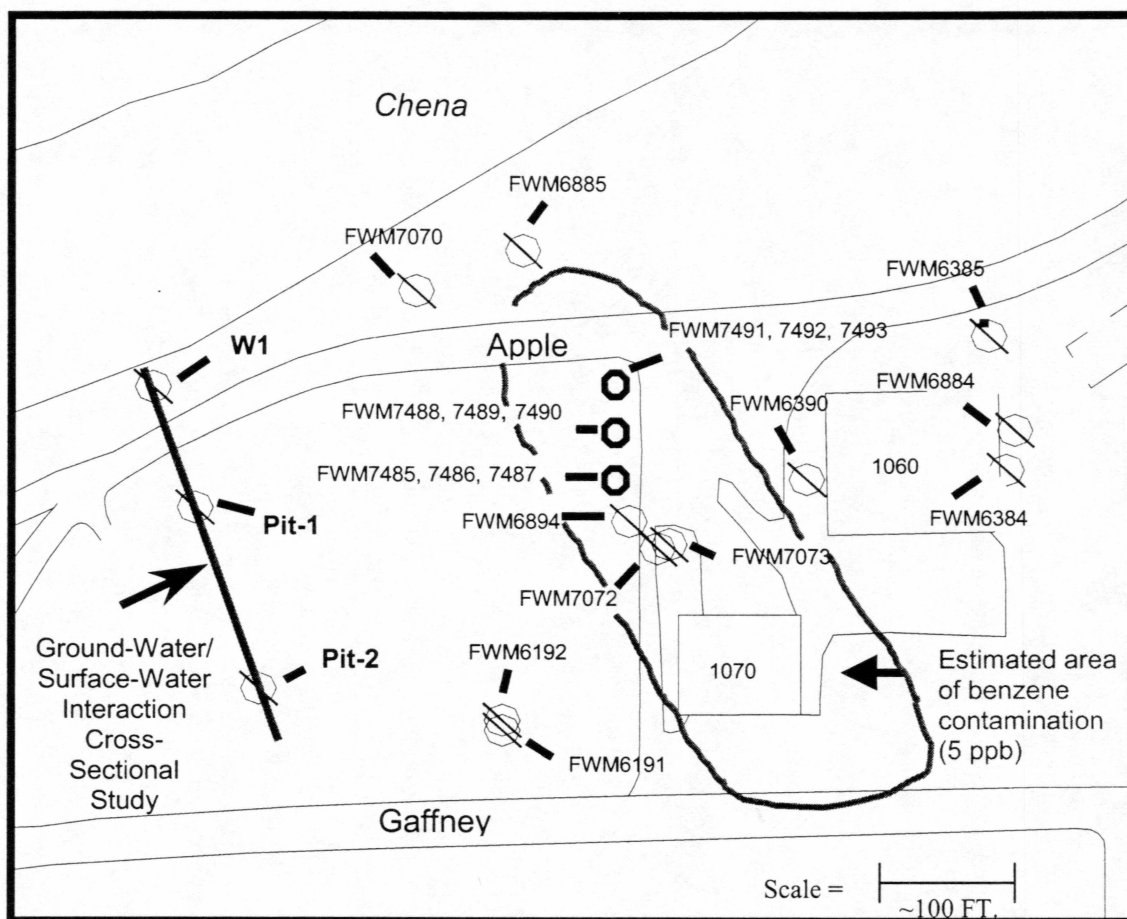 Chena
FWM6885
FWM7070
FWM6385
W1
Apple
FWM7491, 7492, 7493
FWM6884
FWM7488, 7489, 7490
FWM6390
1060
FWM7485, 7486, 7487
Pit-1
FWM6894
FWM6384
FWM7073
FWM7072
Ground-Water/
Surface-Water
Interaction
Cross-
Sectional
Study
Pit-2
FWM6192
1070
Estimated area
of benzene
contamination
(5 ppb)
FWM6191
Gaffney
Scale =
~100 FT.